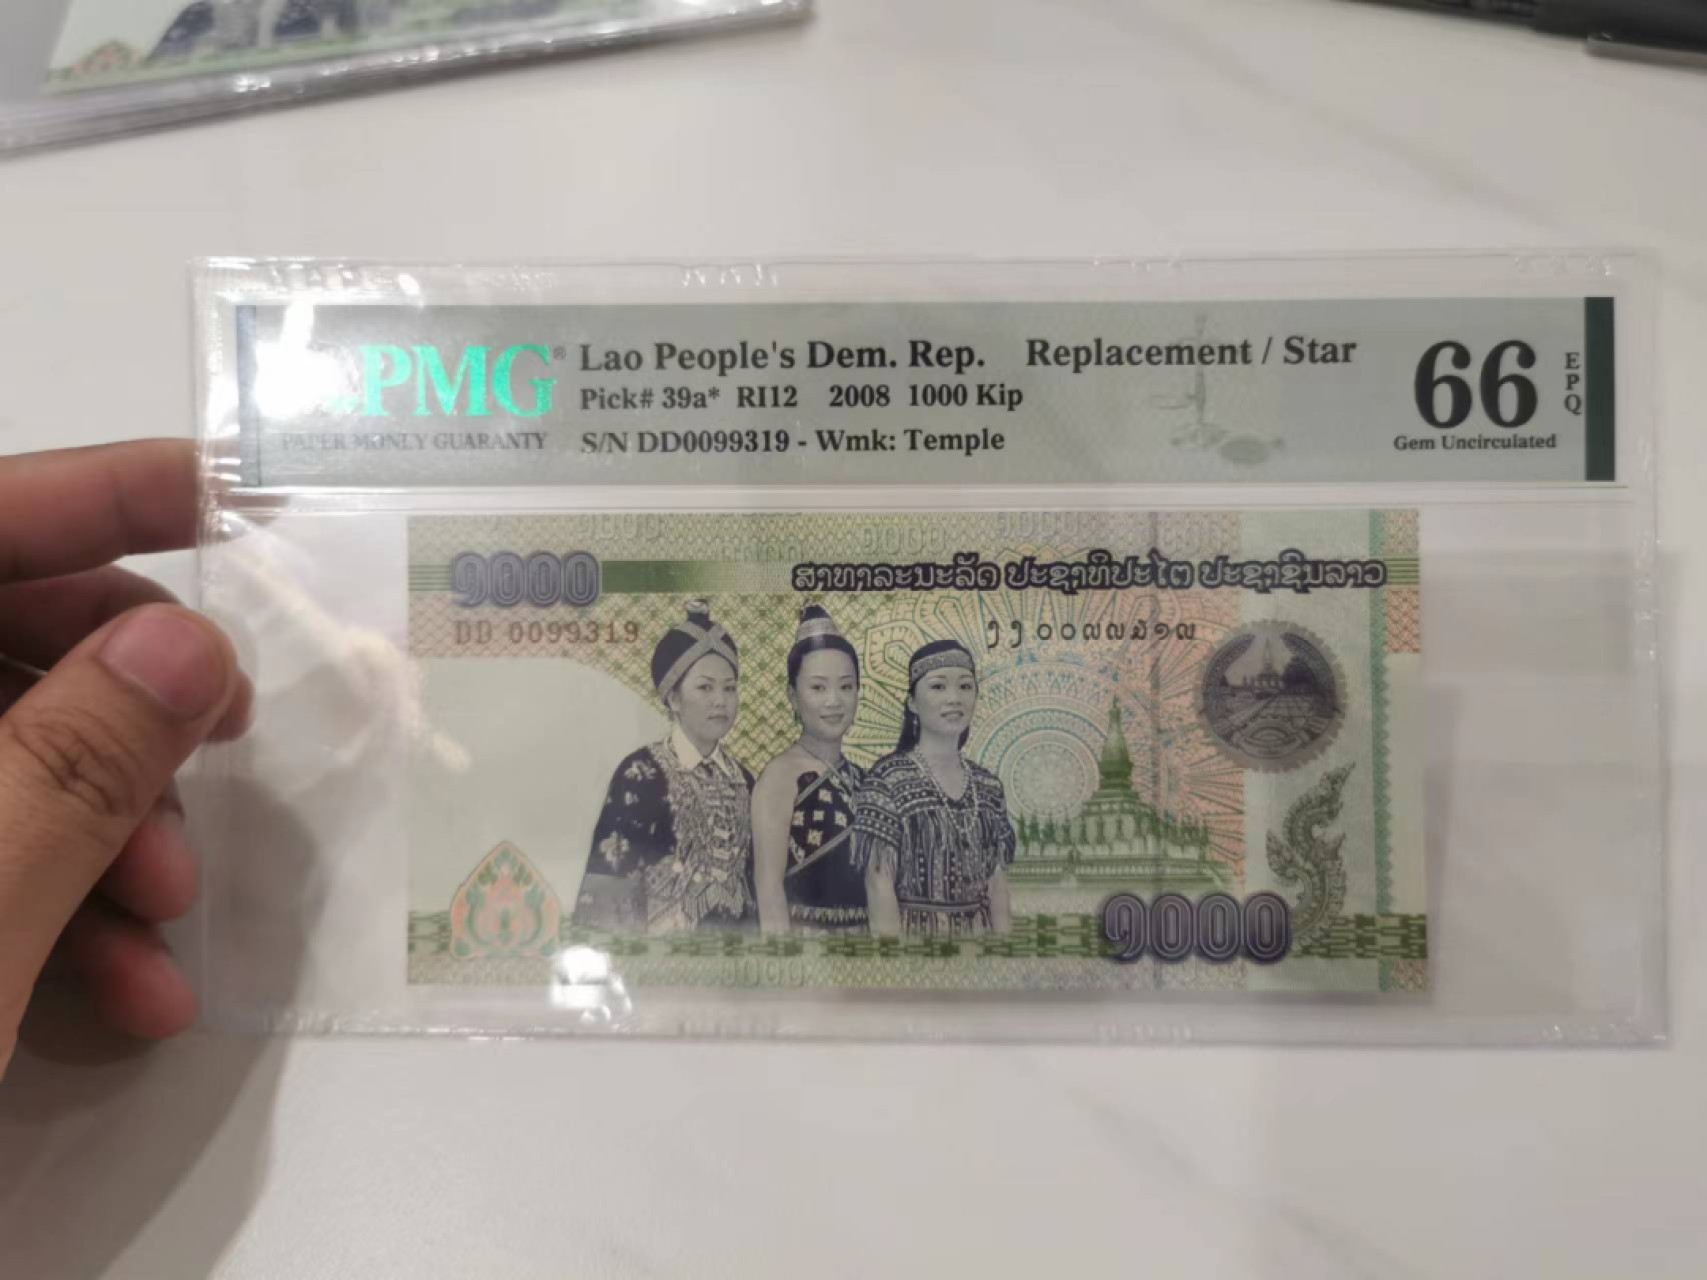 PMG®
PAPER MONEY GUARANTY
Lao People's Dem. Rep. Replacement / Star
Pick# 39a* RI12 2008 1000 Kip
S/N DD0099319 - Wmk: Temple
66
EPQ
Gem Uncirculated
໑000
ສາທາລະນະລັດ ປະຊາທິປະໄຕ ປະຊາຊົນລາວ
DD 0099319
໑໐໐໐